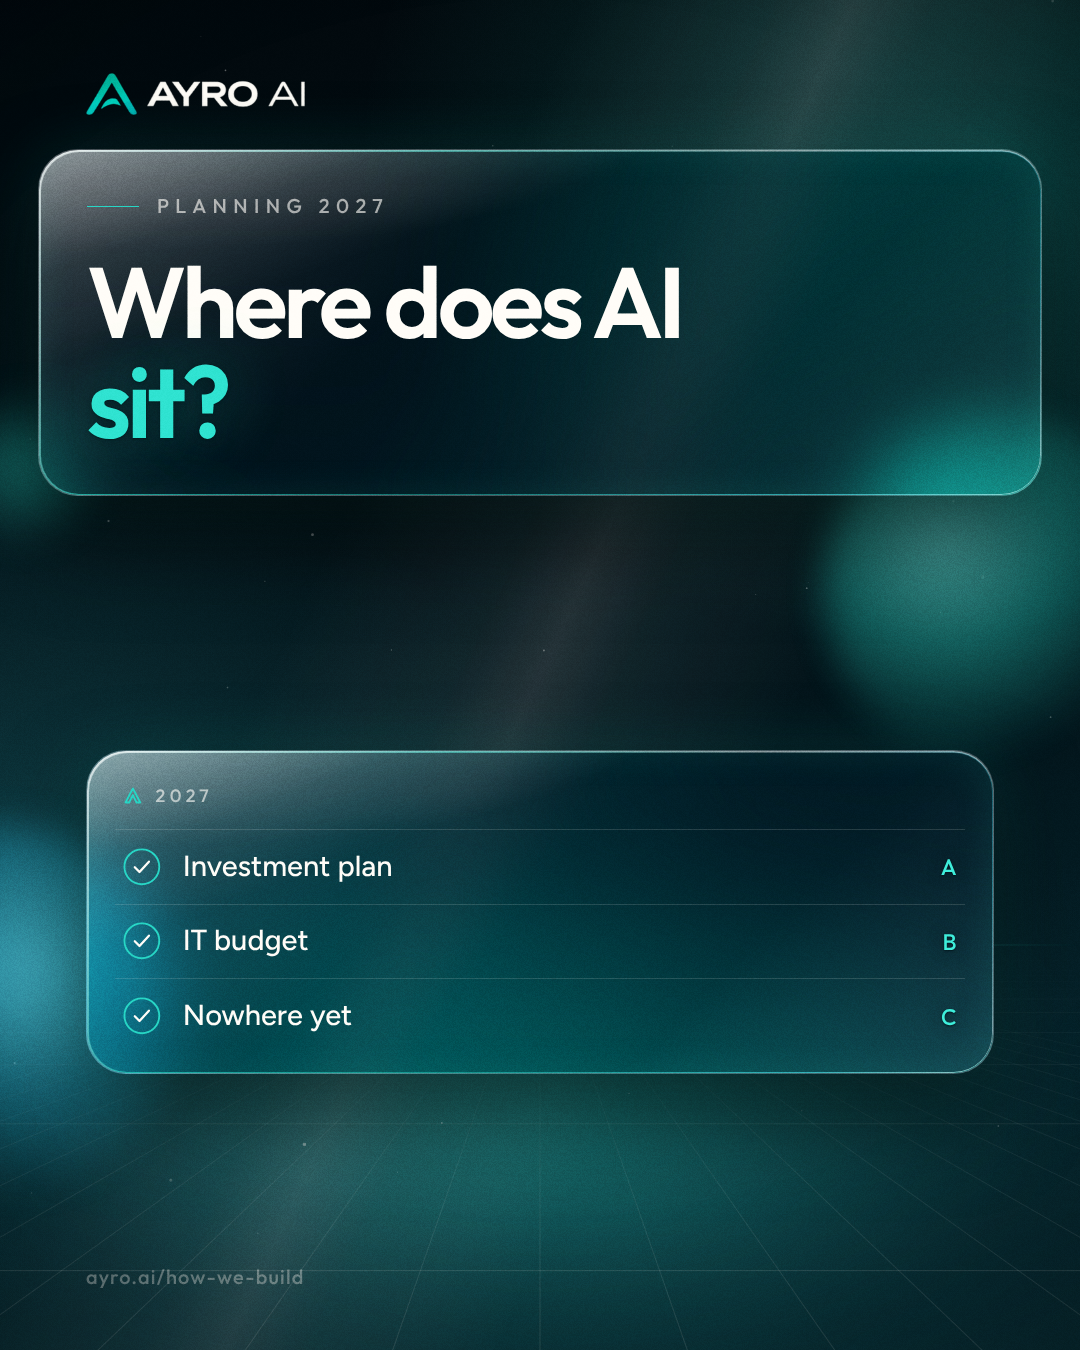 AYRO AI
PLANNING 2027
Where does AI
sit?
2027
Investment plan A
IT budget B
Nowhere yet C
ayro.ai/how-we-build